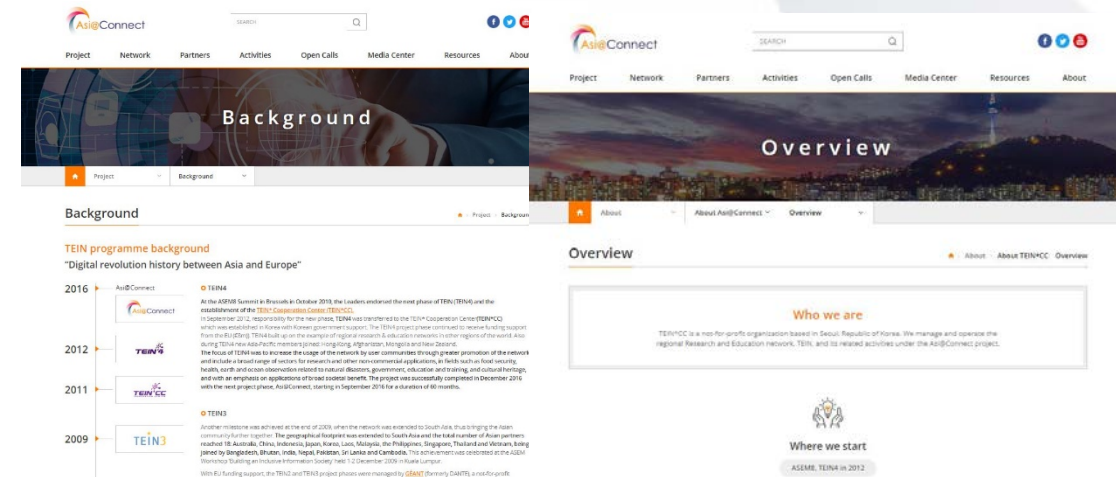 Asi@Connect
SEARCH
Project Network Partners Activities Open Calls Media Center Resources About
Background
Project Background
Background
Project Background
TEIN programme background
"Digital revolution history between Asia and Europe"
2016
Asi@Connect
Asi@Connect
2012
TEIN4
2011
TEIN*CC
2009
TEIN3
TEIN4
At the ASEM8 Summit in Brussels in October 2010, the Leaders endorsed the next phase of TEIN (TEIN4) and the
establishment of the TEIN* Cooperation Center (TEIN*CC).
In September 2012, responsibility for the new phase, TEIN4 was transferred to the TEIN* Cooperation Center(TEIN*CC)
which was established in Korea with Korean government support. The TEIN4 project phase continued to receive funding support
from the EU TEIN4 built up on the example of regional research & education networks in other regions of the world. Also
during TEIN4 new Asia-Pacific members joined: Hong-Kong, Afghanistan, Mongolia and New Zealand.
The focus of TEIN4 was to increase the usage of the network by user communities through greater promotion of the network
and include a broad range of sectors for research and other non-commercial applications, in fields such as food security,
health, earth and ocean observation related to natural disasters, government, education and training, and cultural heritage,
and with an emphasis on applications of broad societal benefit. The project was successfully completed in December 2016
with the next project phase, Asi@Connect, starting in September 2016 for a duration of 60 months.
TEIN3
Another milestone was achieved at the end of 2009, when the network was extended to South Asia, thus bringing the Asian
community further together. The geographical footprint was extended to South Asia and the total number of Asian partners
reached 18: Australia, China, Indonesia, Japan, Korea, Laos, Malaysia, the Philippines, Singapore, Thailand and Vietnam, being
joined by Bangladesh, Bhutan, India, Nepal, Pakistan, Sri Lanka and Cambodia. This achievement was celebrated at the ASEM
Workshop 'Building an Inclusive Information Society' held 1-2 December 2009 in Kuala Lumpur.
With EU funding support, the TEIN2 and TEIN3 project phases were managed by GÉANT (formerly DANTE), a not-for-profit
Asi@Connect
SEARCH
Project Network Partners Activities Open Calls Media Center Resources About
Overview
About About Asi@Connect Overview
Overview
About About TEIN*CC Overview
Who we are
TEIN*CC is a not-for-profit organization based in Seoul, Republic of Korea. We manage and operate the
regional Research and Education network, TEIN, and its related activities under the Asi@Connect project.
Where we start
ASEM8, TEIN4 in 2012